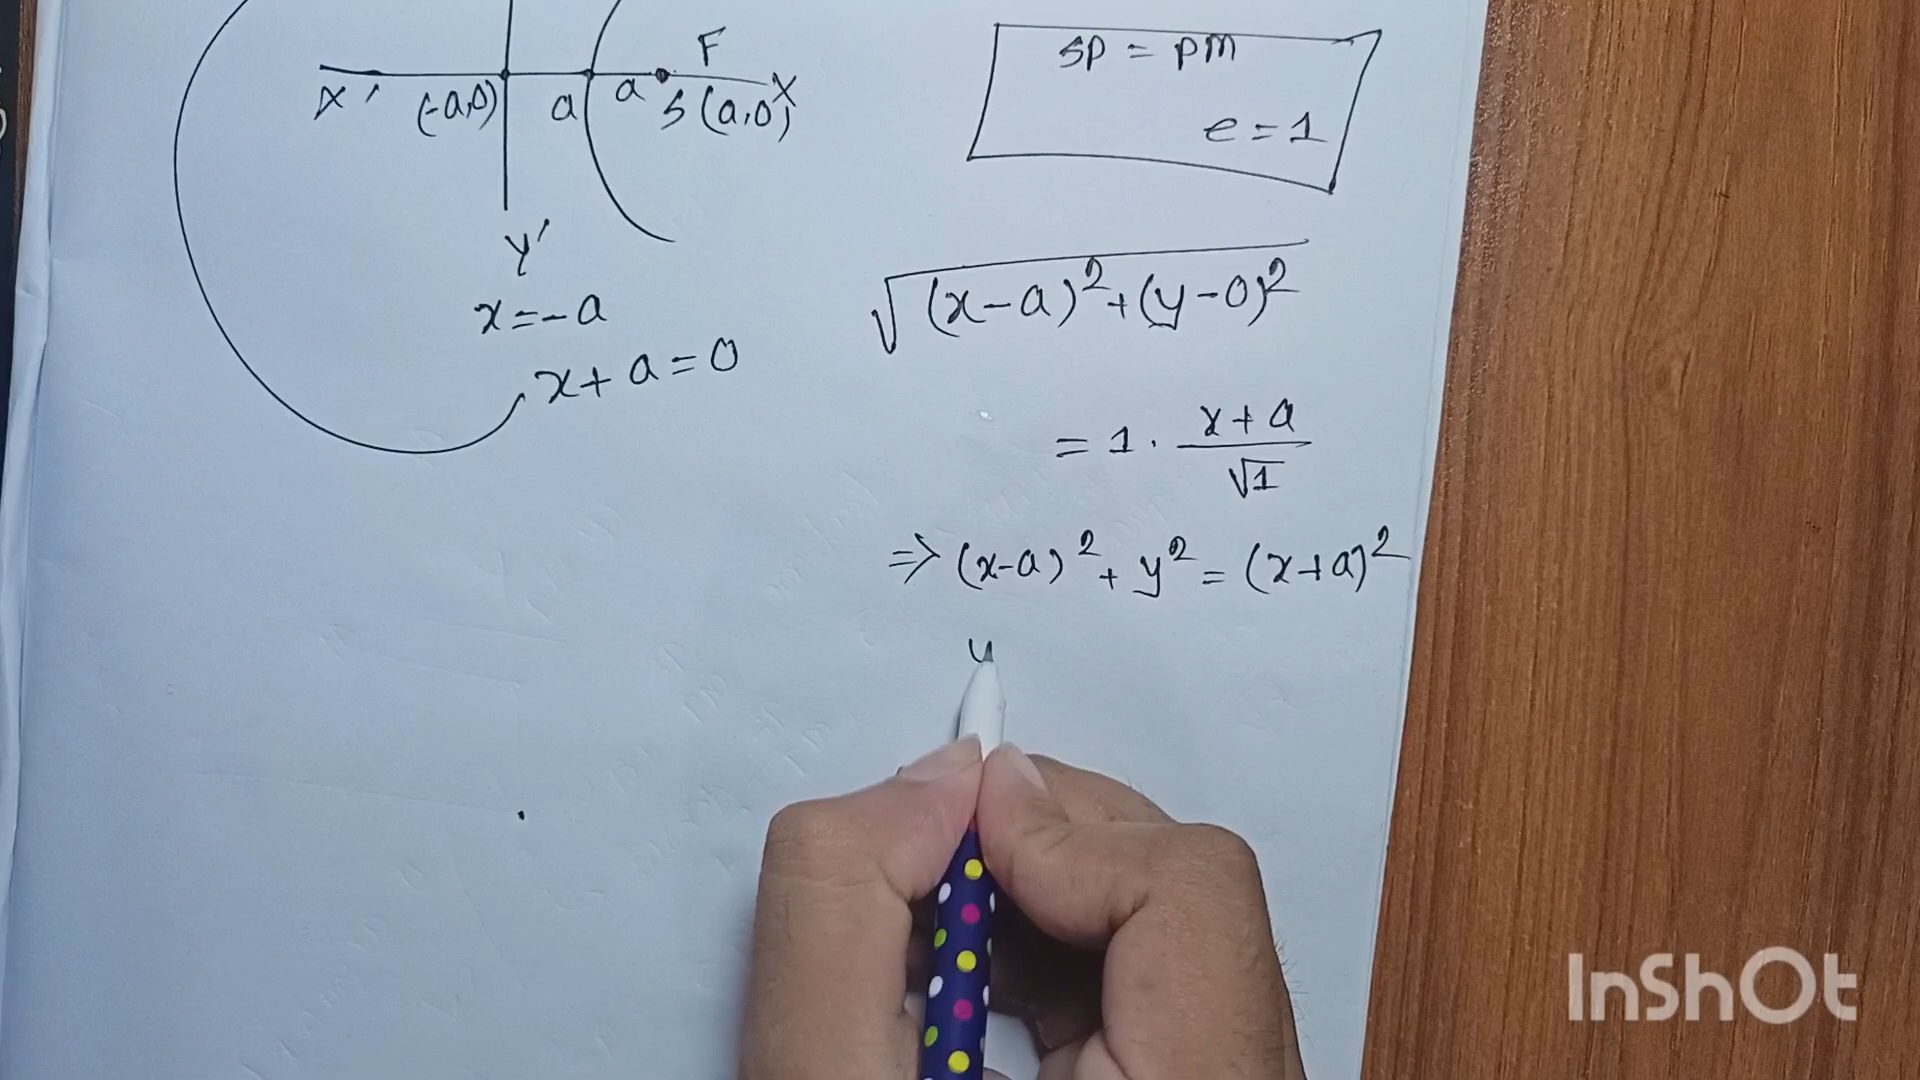 F
X' (-a,0) a a S (a,0) X
Y'
x=-a
x+a=0
SP = PM
e=1
√(x-a)²+(y-0)²
= 1. x+a/√1
⇒ (x-a)²+ y² = (x+a)²
y
InShOt